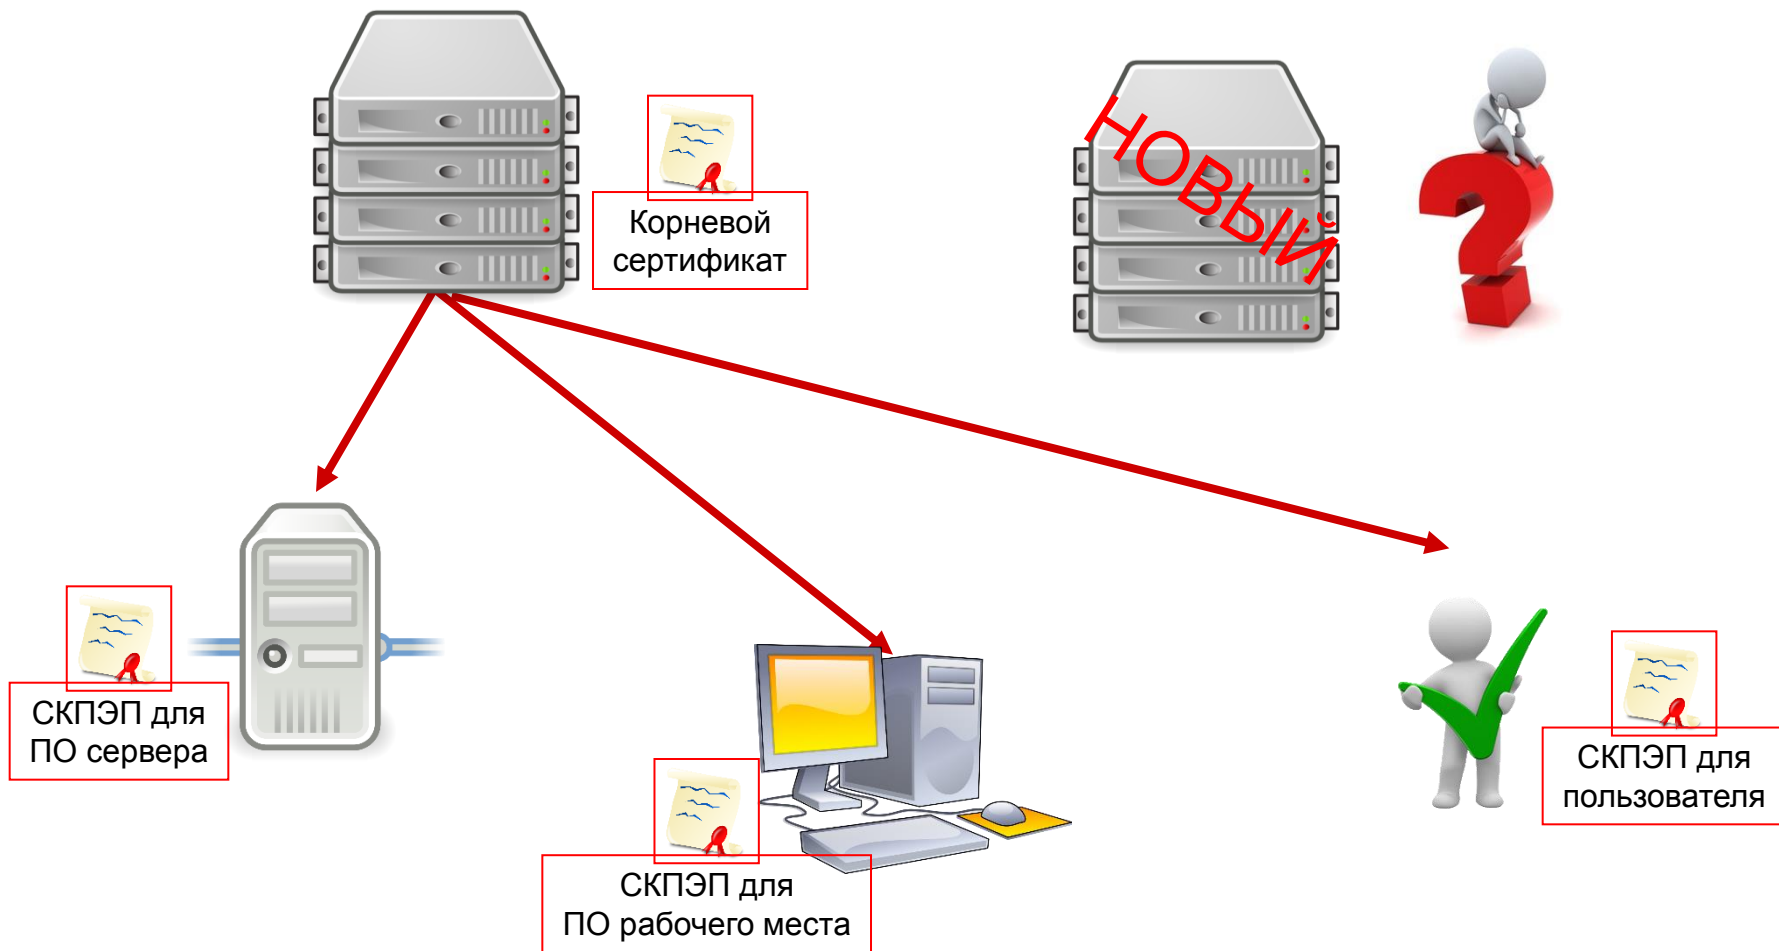 НОВЫЙ
Корневой
сертификат
СКПЭП для
ПО сервера
СКПЭП для
ПО рабочего места
СКПЭП для
пользователя